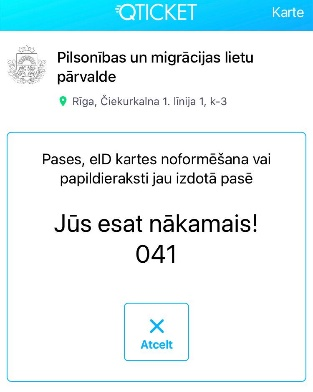 QTICKET
Karte
Pilsonības un migrācijas lietu
pārvalde
Rīga, Čiekurkalna 1. līnija 1, k-3
Pases, eID kartes noformēšana vai
papildieraksti jau izdotā pasē
Jūs esat nākamais!
041
Atcelt